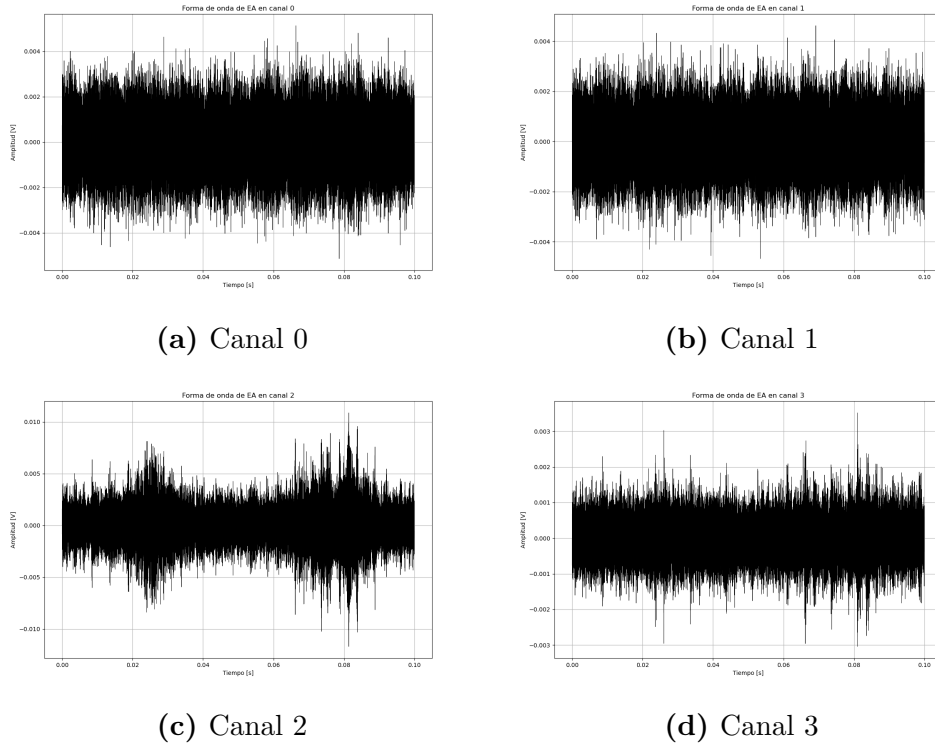 Forma de onda de EA en canal 0
Amplitud [V]
0.004
0.002
0.000
−0.002
−0.004
0.00 0.02 0.04 0.06 0.08 0.10
Tiempo [s]
(a) Canal 0
Forma de onda de EA en canal 1
Amplitud [V]
0.004
0.002
0.000
−0.002
−0.004
0.00 0.02 0.04 0.06 0.08 0.10
Tiempo [s]
(b) Canal 1
Forma de onda de EA en canal 2
Amplitud [V]
0.010
0.005
0.000
−0.005
−0.010
0.00 0.02 0.04 0.06 0.08 0.10
Tiempo [s]
(c) Canal 2
Forma de onda de EA en canal 3
Amplitud [V]
0.003
0.002
0.001
0.000
−0.001
−0.002
−0.003
0.00 0.02 0.04 0.06 0.08 0.10
Tiempo [s]
(d) Canal 3